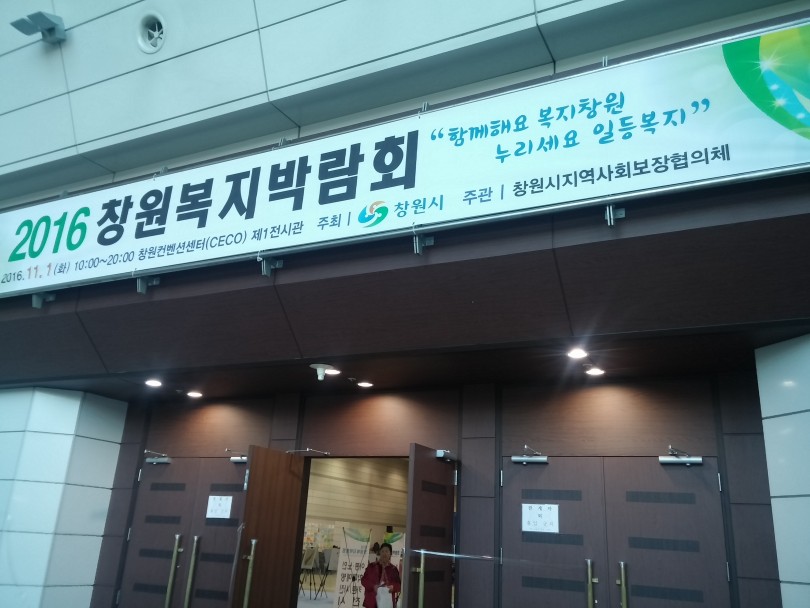 2016 창원복지박람회
“함께해요 복지창원
누리세요 일등복지”
2016.11.1(화) 10:00~20:00 창원컨벤션센터(CECO) 제1전시관 주최 | 창원시 주관 | 창원시지역사회보장협의체